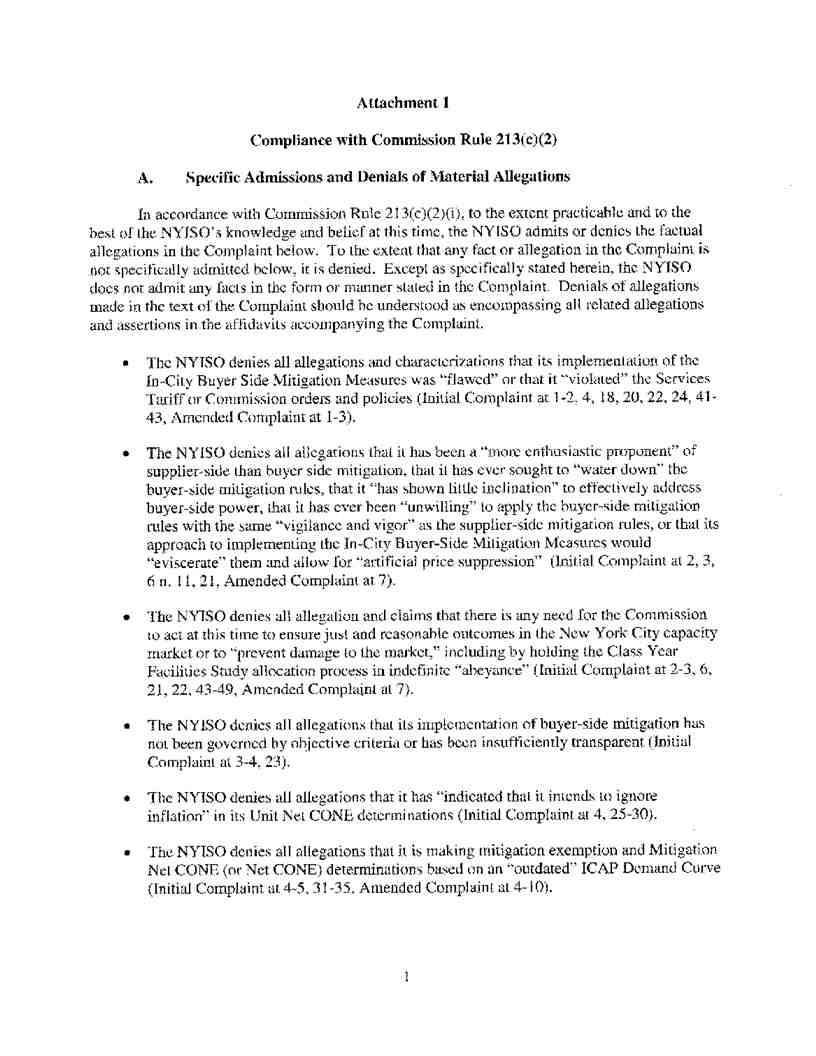 Attachment 1
Compliance with Commission Rule 213(c)(2)
A. Specific Admissions and Denials of Material Allegations
In accordance with Commission Rule 213(c)(2)(i), to the extent practicable and to the
best of the NYISO's knowledge and belief at this time, the NYISO admits or denies the factual
allegations in the Complaint below. To the extent that any fact or allegation in the Complaint is
not specifically admitted below, it is denied. Except as specifically stated herein, the NYISO
does not admit any facts in the form or manner stated in the Complaint. Denials of allegations
made in the text of the Complaint should be understood as encompassing all related allegations
and assertions in the affidavits accompanying the Complaint.
• The NYISO denies all allegations and characterizations that its implementation of the
In-City Buyer Side Mitigation Measures was “flawed” or that it “violated” the Services
Tariff or Commission orders and policies (Initial Complaint at 1-2, 4, 18, 20, 22, 24, 41-
43, Amended Complaint at 1-3).
• The NYISO denies all allegations that it has been a “more enthusiastic proponent” of
supplier-side than buyer side mitigation, that it has ever sought to “water down” the
buyer-side mitigation rules, that it “has shown little inclination” to effectively address
buyer-side power, that it has ever been “unwilling” to apply the buyer-side mitigation
rules with the same “vigilance and vigor” as the supplier-side mitigation rules, or that its
approach to implementing the In-City Buyer-Side Mitigation Measures would
“eviscerate” them and allow for “artificial price suppression” (Initial Complaint at 2, 3,
6 n. 11, 21, Amended Complaint at 7).
• The NYISO denies all allegation and claims that there is any need for the Commission
to act at this time to ensure just and reasonable outcomes in the New York City capacity
market or to “prevent damage to the market,” including by holding the Class Year
Facilities Study allocation process in indefinite “abeyance” (Initial Complaint at 2-3, 6,
21, 22, 43-49, Amended Complaint at 7).
• The NYISO denies all allegations that its implementation of buyer-side mitigation has
not been governed by objective criteria or has been insufficiently transparent (Initial
Complaint at 3-4, 23).
• The NYISO denies all allegations that it has “indicated that it intends to ignore
inflation” in its Unit Net CONE determinations (Initial Complaint at 4, 25-30).
• The NYISO denies all allegations that it is making mitigation exemption and Mitigation
Net CONE (or Net CONE) determinations based on an “outdated” ICAP Demand Curve
(Initial Complaint at 4-5, 31-35, Amended Complaint at 4-10).
1